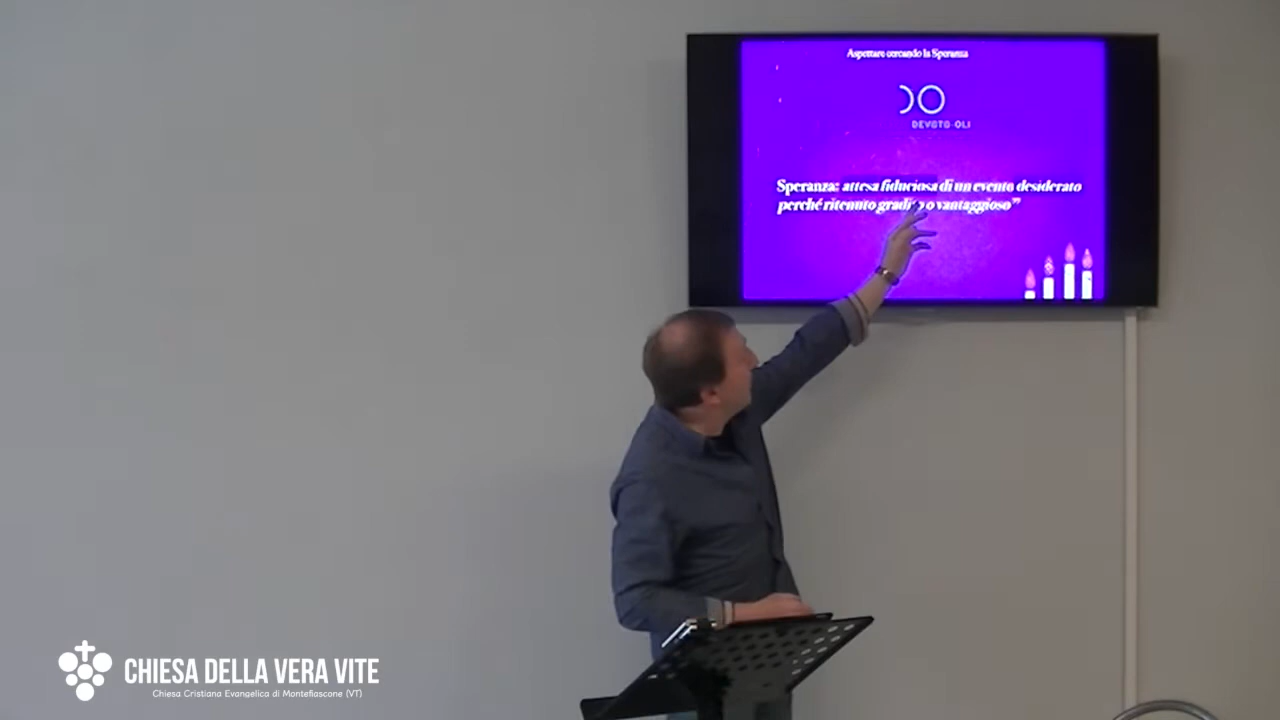 Aspettare cercando la Speranza
DEVOTO-OLI
Speranza: attesa fiduciosa di un evento desiderato
perché ritenuto gradito o vantaggioso”
CHIESA DELLA VERA VITE
Chiesa Cristiana Evangelica di Montefiascone (VT)